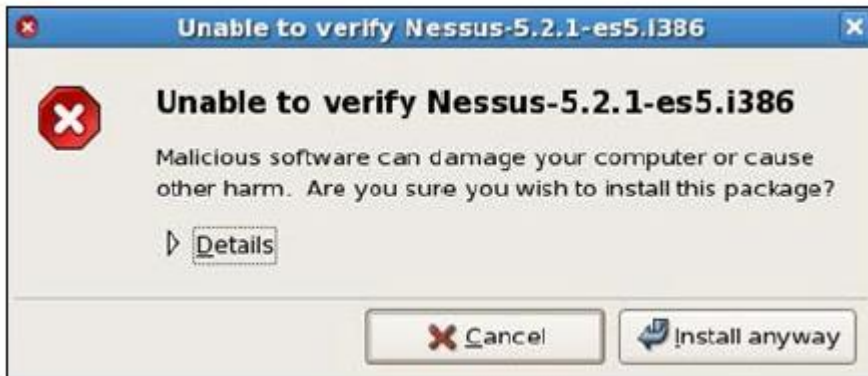 Unable to verify Nessus-5.2.1-es5.i386
Unable to verify Nessus-5.2.1-es5.i386
Malicious software can damage your computer or cause
other harm. Are you sure you wish to install this package?
Details
Cancel
Install anyway